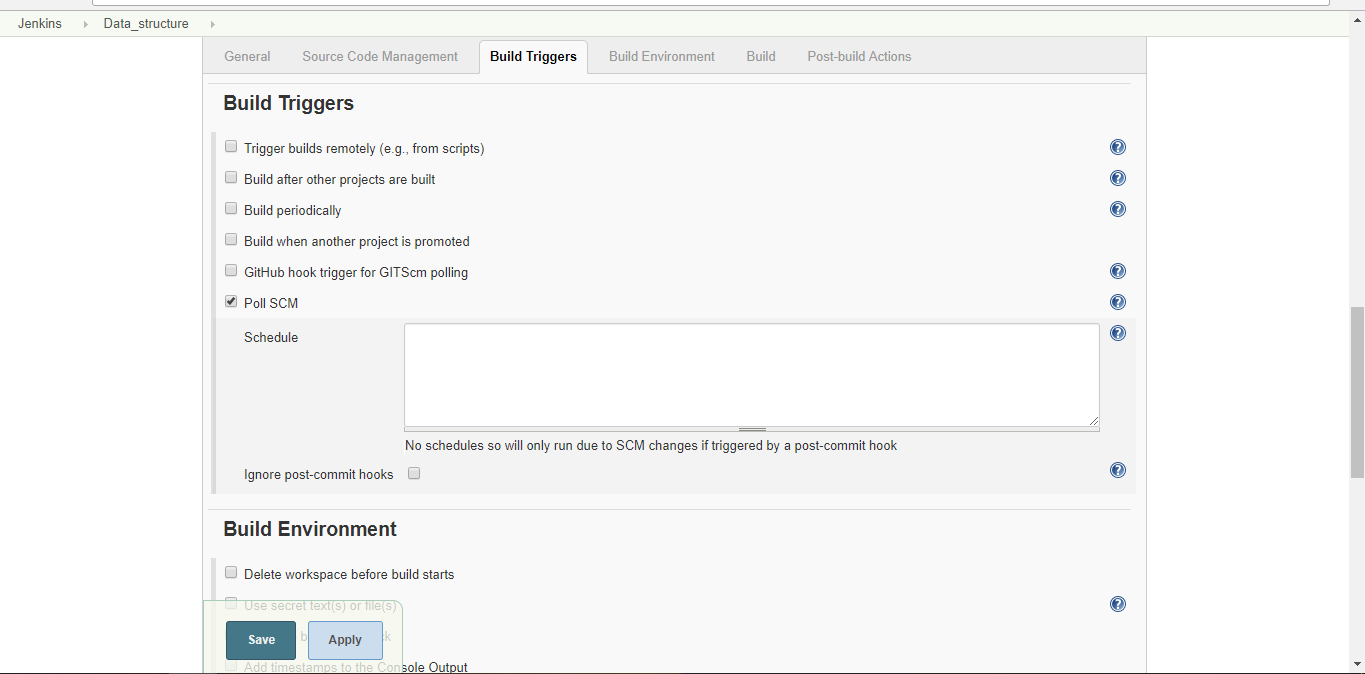 Jenkins Data_structure
General Source Code Management Build Triggers Build Environment Build Post-build Actions
Build Triggers
Trigger builds remotely (e.g., from scripts)
Build after other projects are built
Build periodically
Build when another project is promoted
GitHub hook trigger for GITScm polling
Poll SCM
Schedule
No schedules so will only run due to SCM changes if triggered by a post-commit hook
Ignore post-commit hooks
Build Environment
Delete workspace before build starts
Use secret text(s) or file(s)
Save Apply
Add timestamps to the Console Output